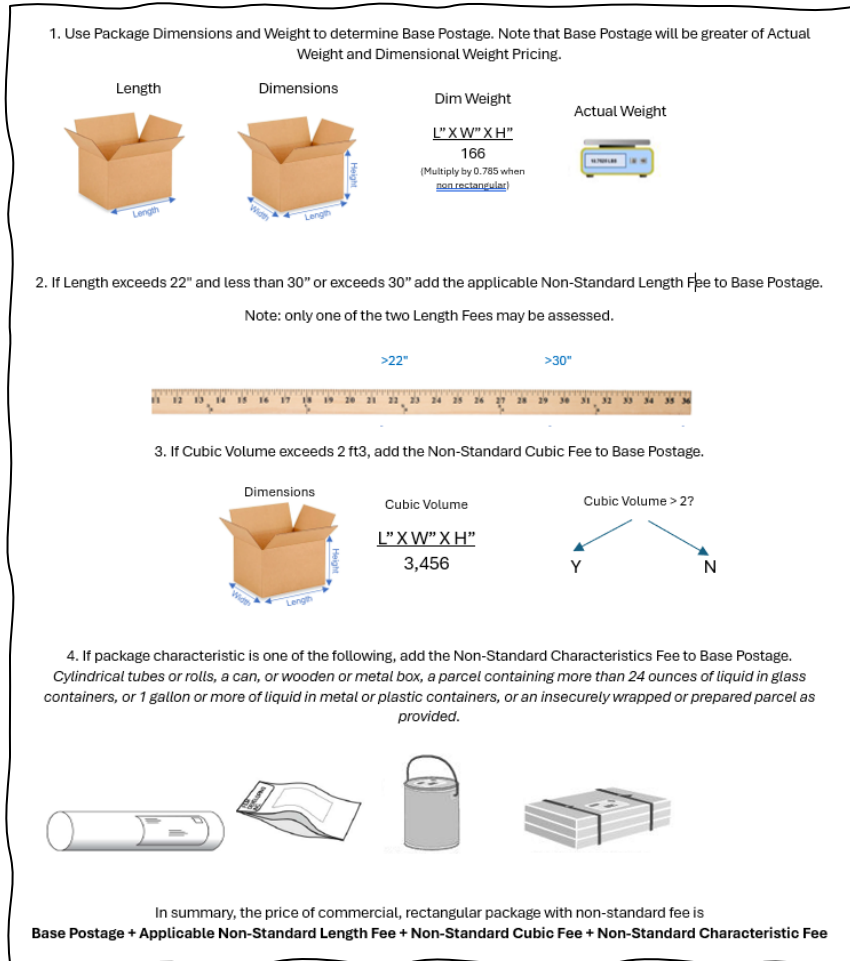 1. Use Package Dimensions and Weight to determine Base Postage. Note that Base Postage will be greater of Actual
Weight and Dimensional Weight Pricing.
Length
Dimensions
Dim Weight
Actual Weight
L” X W” X H”
166
(Multiply by 0.785 when
non rectangular)
Length
Width
Length
Height
2. If Length exceeds 22" and less than 30” or exceeds 30” add the applicable Non-Standard Length Fee to Base Postage.
Note: only one of the two Length Fees may be assessed.
>22"
>30"
11 12 13 14 15 16 17 18 19 20 21 22 23 24 25 26 27 28 29 30 31 32 33 34 35 36
3. If Cubic Volume exceeds 2 ft3, add the Non-Standard Cubic Fee to Base Postage.
Dimensions
Cubic Volume
Cubic Volume > 2?
L” X W” X H”
3,456
Y
N
Height
Width
Length
4. If package characteristic is one of the following, add the Non-Standard Characteristics Fee to Base Postage.
Cylindrical tubes or rolls, a can, or wooden or metal box, a parcel containing more than 24 ounces of liquid in glass
containers, or 1 gallon or more of liquid in metal or plastic containers, or an insecurely wrapped or prepared parcel as
provided.
In summary, the price of commercial, rectangular package with non-standard fee is
Base Postage + Applicable Non-Standard Length Fee + Non-Standard Cubic Fee + Non-Standard Characteristic Fee